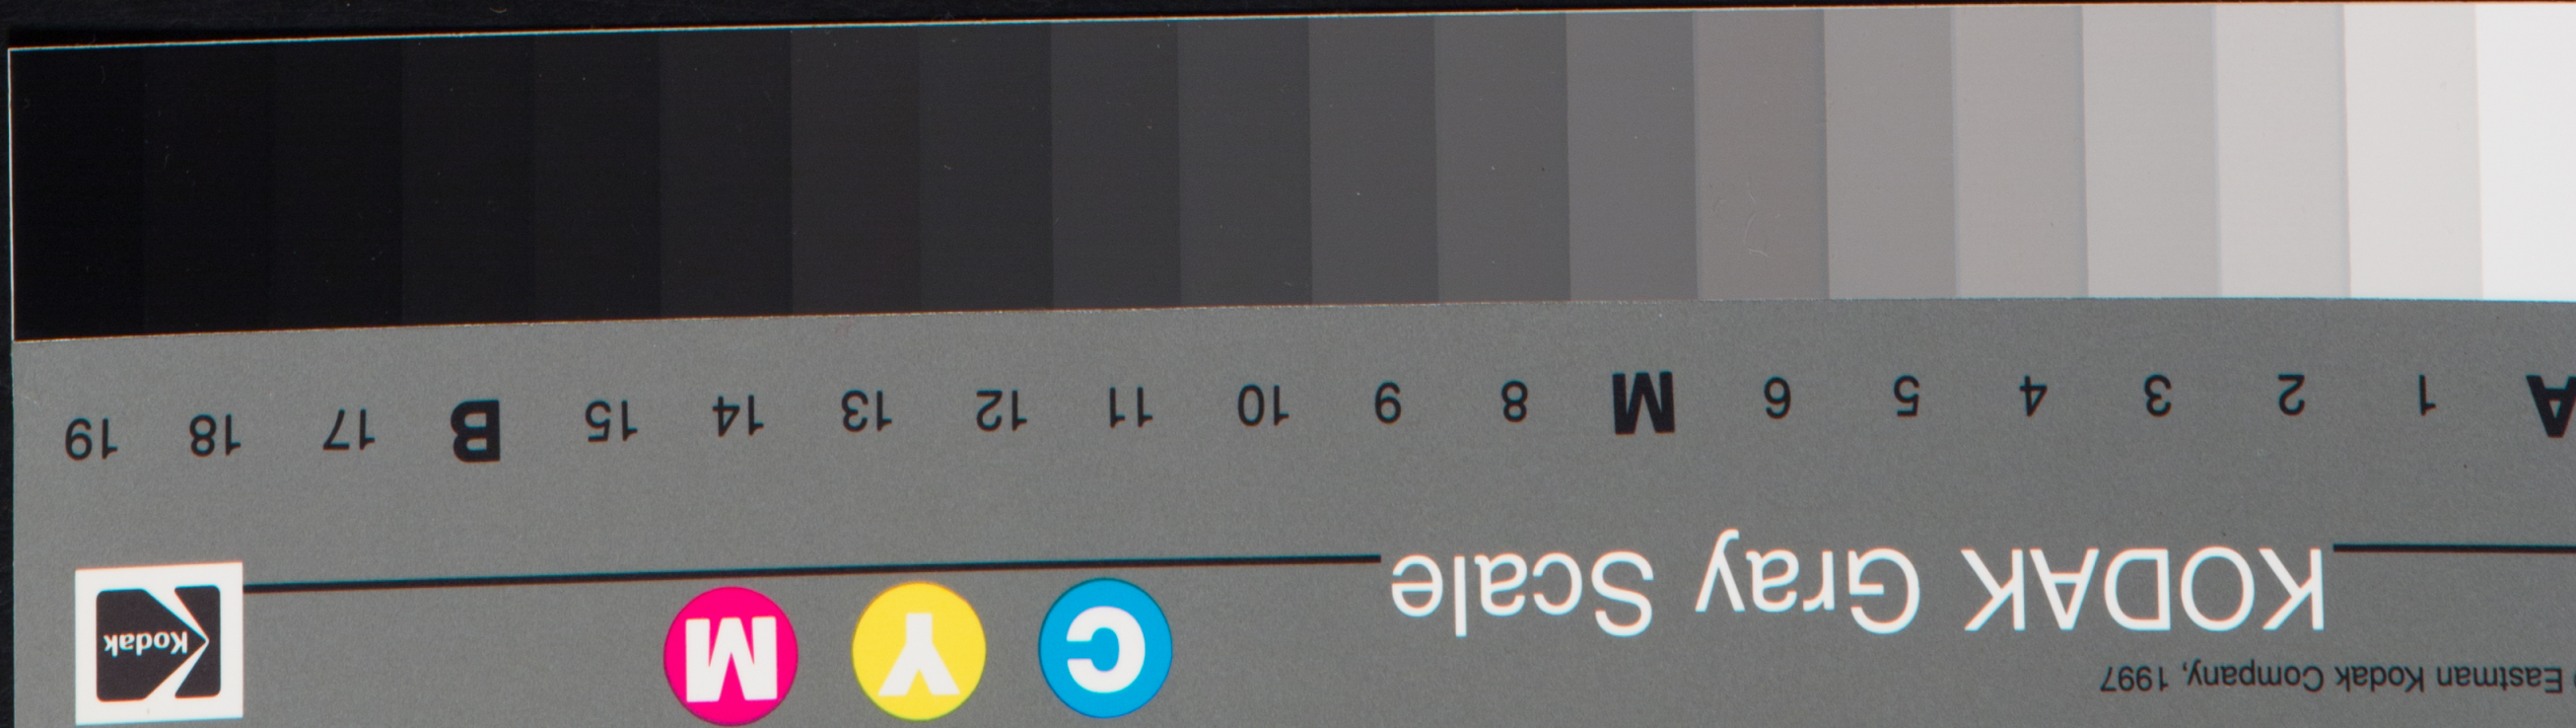 © Eastman Kodak Company, 1997
KODAK Gray Scale
C Y M Kodak
A 1 2 3 4 5 6 M 8 9 10 11 12 13 14 15 B 17 18 19